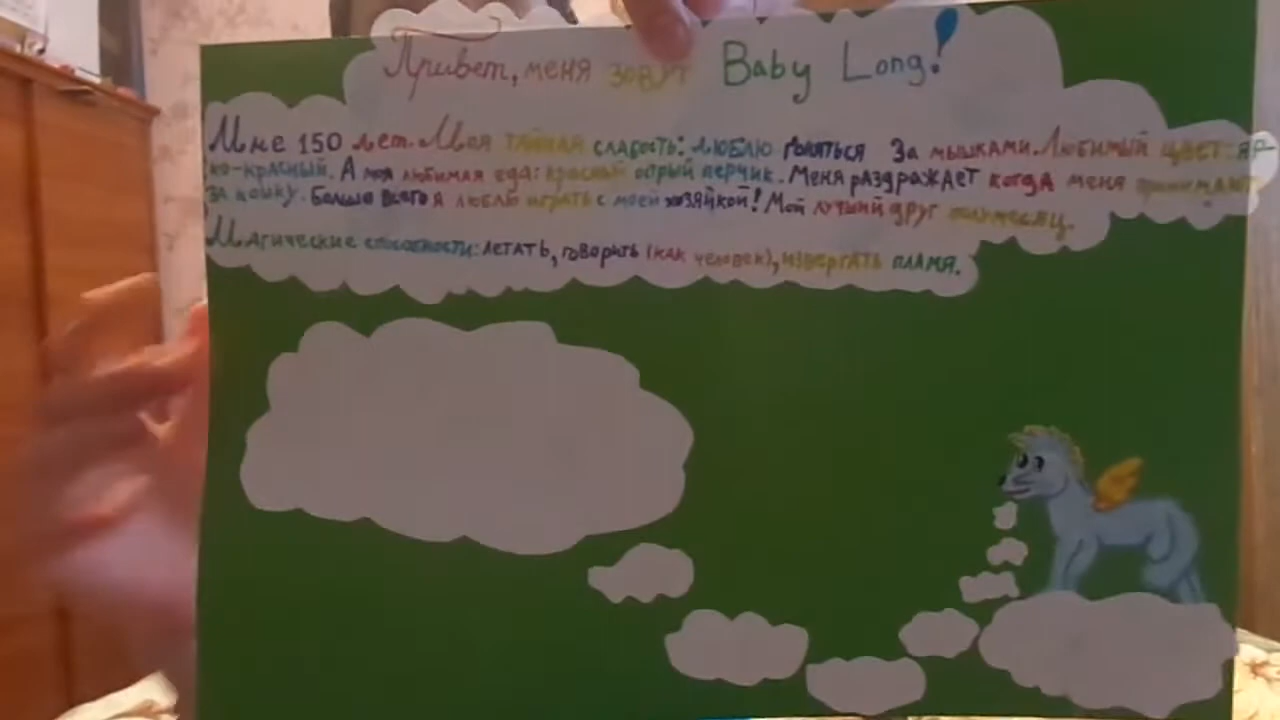 Привет, меня зовут Baby Long!
Мне 150 лет. Моя тайная слабость: люблю гоняться За мышками. Любимый цвет: яр-
ко-красный. А моя любимая еда: красный острый перчик. Меня раздражает когда меня принимают
за кошку. Больше всего я люблю играть с моей хозяйкой! Мой лучший друг полумесяц.
Магические способности: летать, говорить (как человек), извергать пламя.